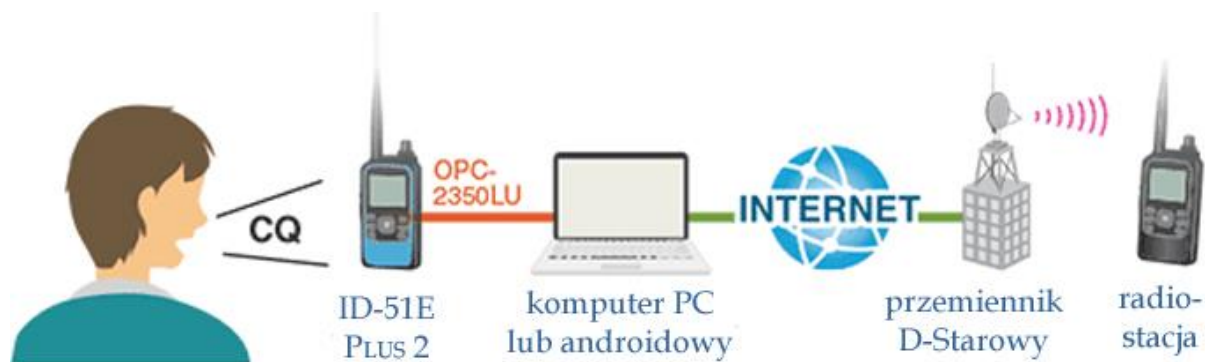 CQ
OPC-
2350LU
INTERNET
ID-51E
PLUS 2
komputer PC
lub androidowy
przemiennik
D-Starowy
radio-
stacja